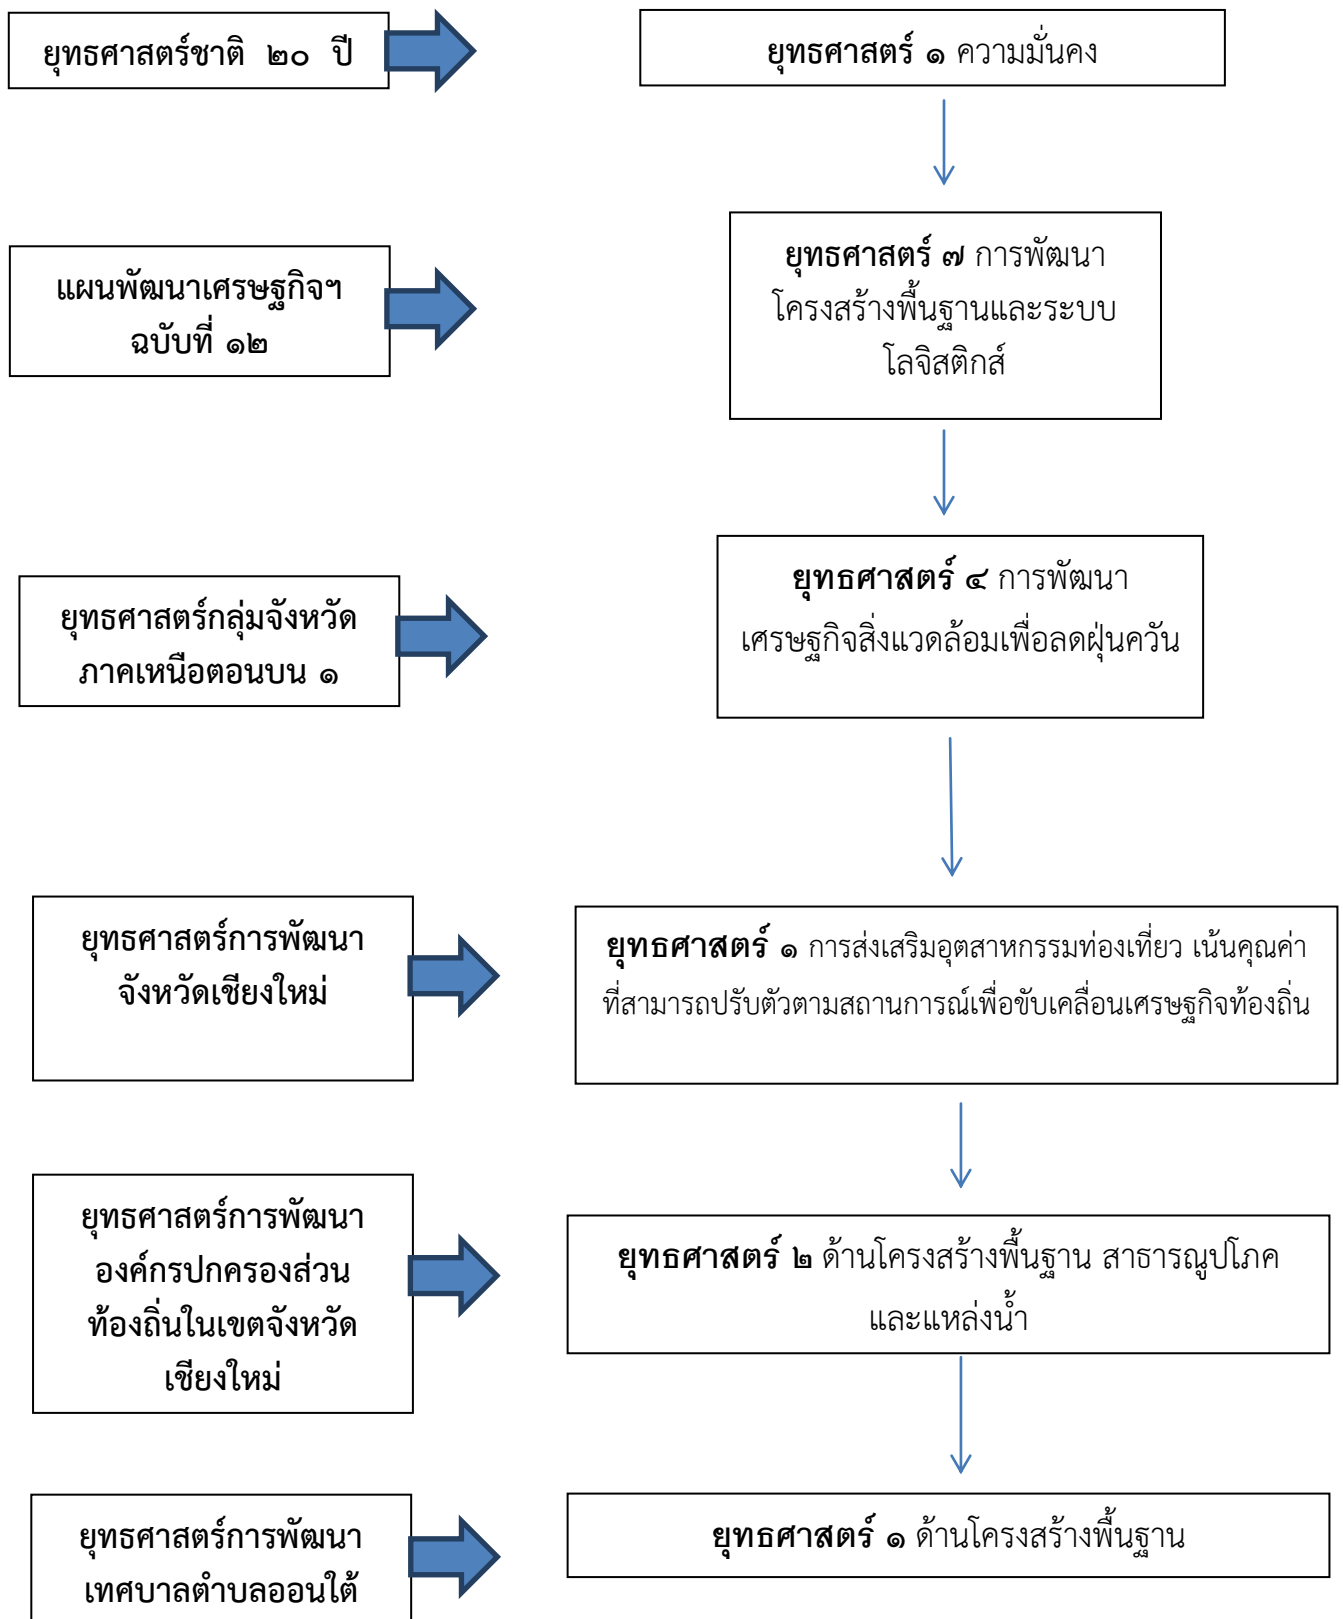 ยุทธศาสตร์ชาติ ๒๐ ปี
ยุทธศาสตร์ ๑ ความมั่นคง
แผนพัฒนาเศรษฐกิจฯ
ฉบับที่ ๑๒
ยุทธศาสตร์ ๗ การพัฒนา
โครงสร้างพื้นฐานและระบบ
โลจิสติกส์
ยุทธศาสตร์กลุ่มจังหวัด
ภาคเหนือตอนบน ๑
ยุทธศาสตร์ ๔ การพัฒนา
เศรษฐกิจสิ่งแวดล้อมเพื่อลดฝุ่นควัน
ยุทธศาสตร์การพัฒนา
จังหวัดเชียงใหม่
ยุทธศาสตร์ ๑ การส่งเสริมอุตสาหกรรมท่องเที่ยว เน้นคุณค่า
ที่สามารถปรับตัวตามสถานการณ์เพื่อขับเคลื่อนเศรษฐกิจท้องถิ่น
ยุทธศาสตร์การพัฒนา
องค์กรปกครองส่วน
ท้องถิ่นในเขตจังหวัด
เชียงใหม่
ยุทธศาสตร์ ๒ ด้านโครงสร้างพื้นฐาน สาธารณูปโภค
และแหล่งน้ำ
ยุทธศาสตร์การพัฒนา
เทศบาลตำบลออนใต้
ยุทธศาสตร์ ๑ ด้านโครงสร้างพื้นฐาน